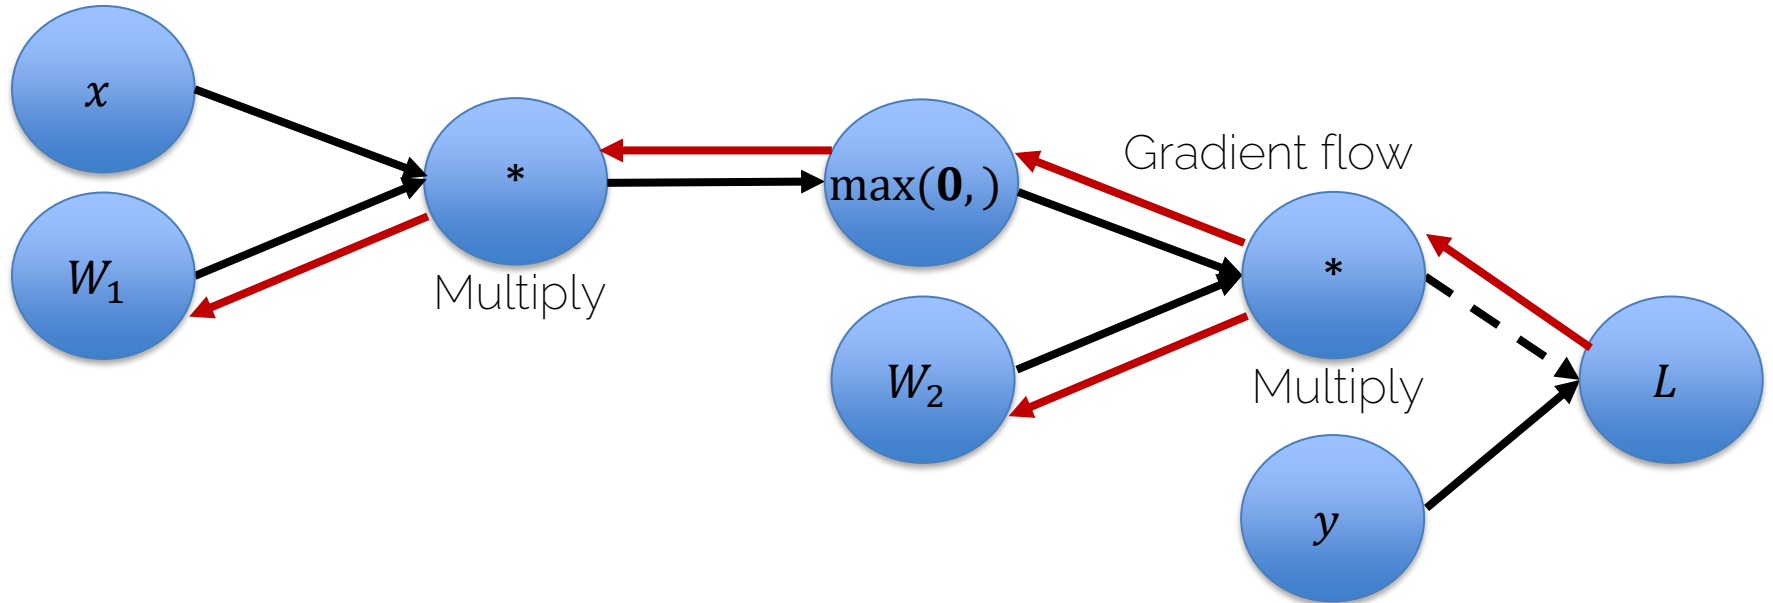 x
*
max(0, )
Gradient flow
W₁
Multiply
*
W₂
Multiply
L
y